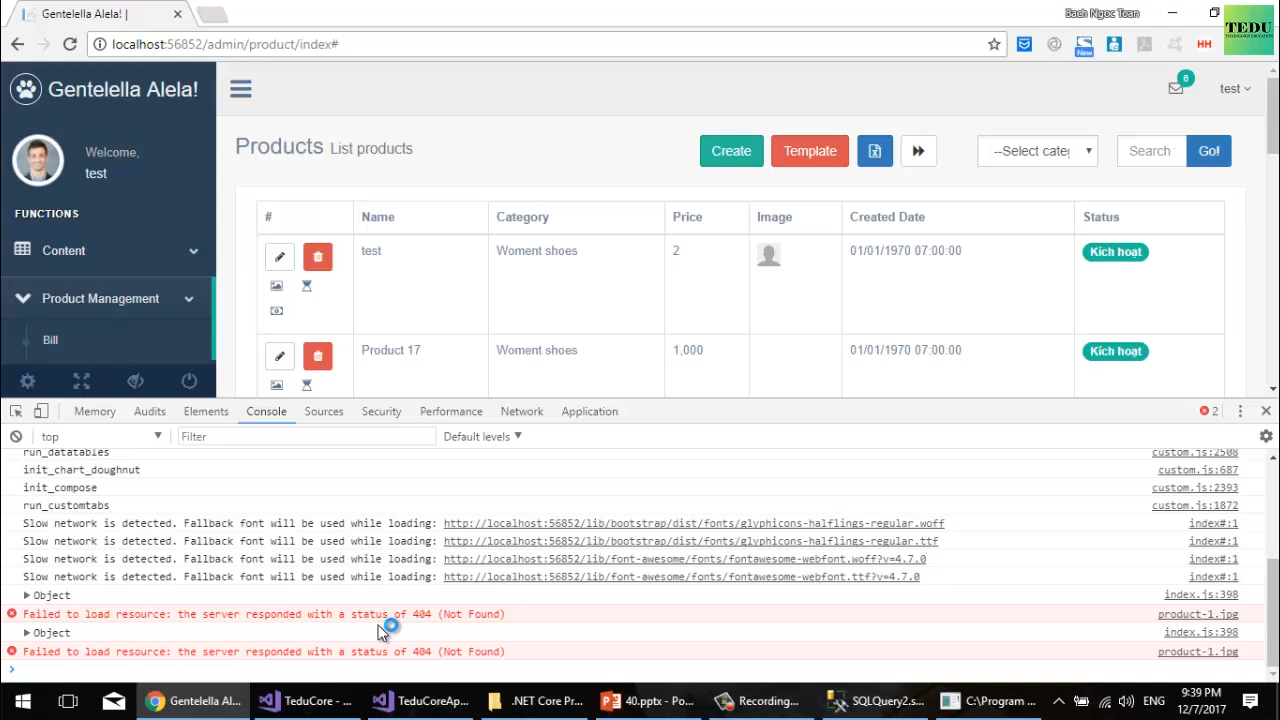 Gentelella Alela! |
Bach Ngoc Toan
TEDU
localhost:56852/admin/product/index#
New
HH
Gentelella Alela!
6
test
Welcome,
test
Products List products
Create
Template
--Select cate
Search
Go!
FUNCTIONS
Content
Product Management
Bill
# Name Category Price Image Created Date Status
test Woment shoes 2 01/01/1970 07:00:00 Kích hoạt
Product 17 Woment shoes 1,000 01/01/1970 07:00:00 Kích hoạt
Memory Audits Elements Console Sources Security Performance Network Application 2
top Filter Default levels
run_datatables custom.js:2508
init_chart_doughnut custom.js:687
init_compose custom.js:2393
run_customtabs custom.js:1872
Slow network is detected. Fallback font will be used while loading: http://localhost:56852/lib/bootstrap/dist/fonts/glyphicons-halflings-regular.woff index#:1
Slow network is detected. Fallback font will be used while loading: http://localhost:56852/lib/bootstrap/dist/fonts/glyphicons-halflings-regular.ttf index#:1
Slow network is detected. Fallback font will be used while loading: http://localhost:56852/lib/font-awesome/fonts/fontawesome-webfont.woff?v=4.7.0 index#:1
Slow network is detected. Fallback font will be used while loading: http://localhost:56852/lib/font-awesome/fonts/fontawesome-webfont.ttf?v=4.7.0 index#:1
Object index.js:398
Failed to load resource: the server responded with a status of 404 (Not Found) product-1.jpg
Object index.js:398
Failed to load resource: the server responded with a status of 404 (Not Found) product-1.jpg
Gentelella Al... TeduCore - ... TeduCoreAp... .NET Core Pr... 40.pptx - Po... Recording... SQLQuery2.s... C:\Program ... ENG 9:39 PM
12/7/2017